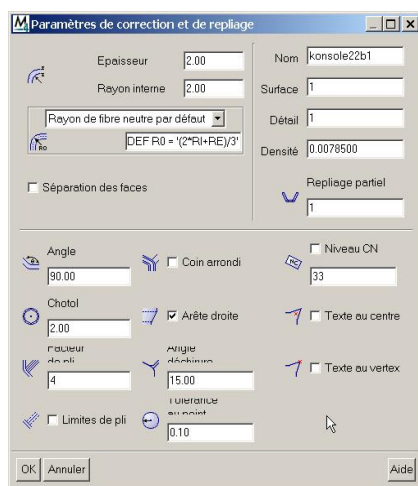 Paramètres de correction et de repliage
Epaisseur 2.00
Rayon interne 2.00
Rayon de fibre neutre par défaut
R0 DEF R0 = '(2*RI+RE)/3'
Séparation des faces
Nom konsole22b1
Surface 1
Détail 1
Densité 0.0078500
Repliage partiel
1
Angle
90.00
Coin arrondi
Niveau CN
NC
33
Chotol
2.00
Arête droite
Texte au centre
Facteur
de pli
4
Angle
déchirure
15.00
Texte au vertex
Limites de pli
Tolérance
au point
0.10
OK Annuler Aide